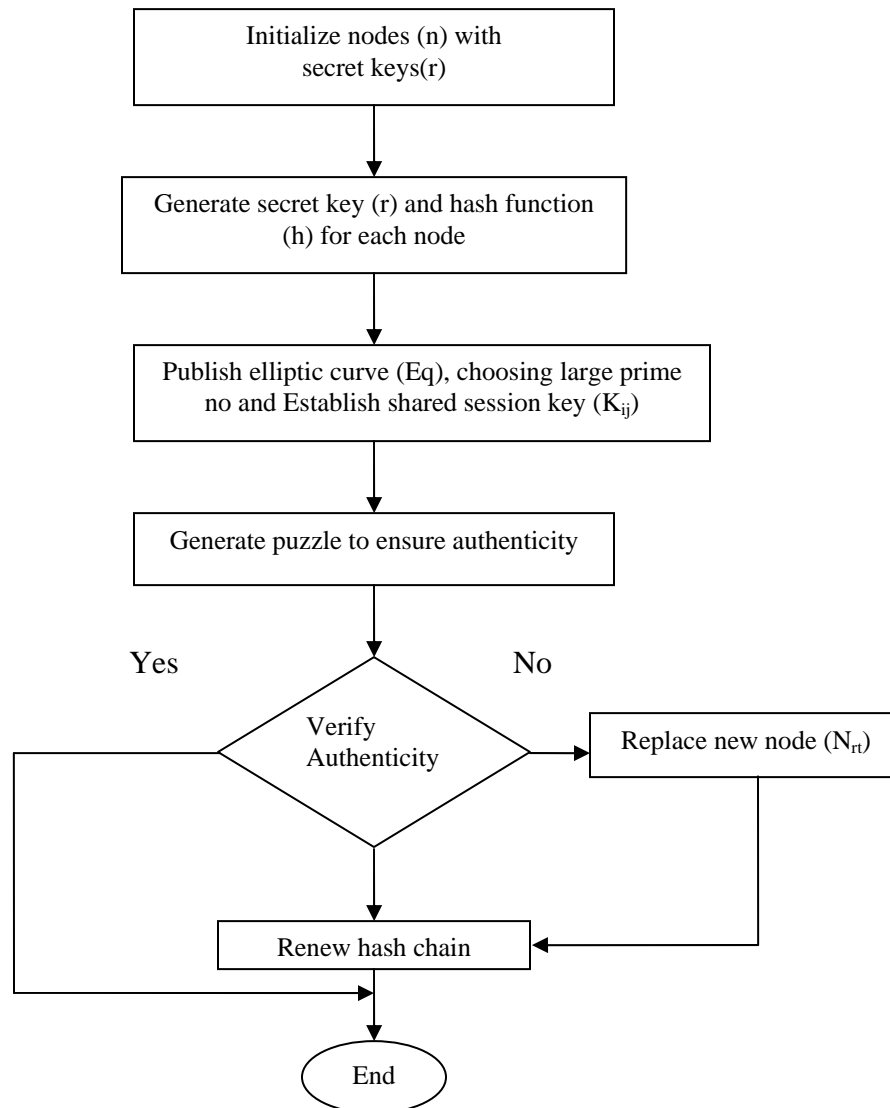 Initialize nodes (n) with
secret keys(r)
Generate secret key (r) and hash function
(h) for each node
Publish elliptic curve (Eq), choosing large prime
no and Establish shared session key (Kij)
Generate puzzle to ensure authenticity
Yes
No
Verify
Authenticity
Replace new node (Nrt)
Renew hash chain
End